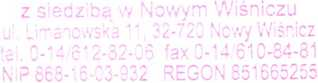 z siedzibą w Nowym Wiśniczu
ul. Limanowska 11, 32-720 Nowy Wiśnicz
tel. 0-14/612-82-06 fax 0-14/610-84-81
NIP 868-16-03-932 REGON 851665255